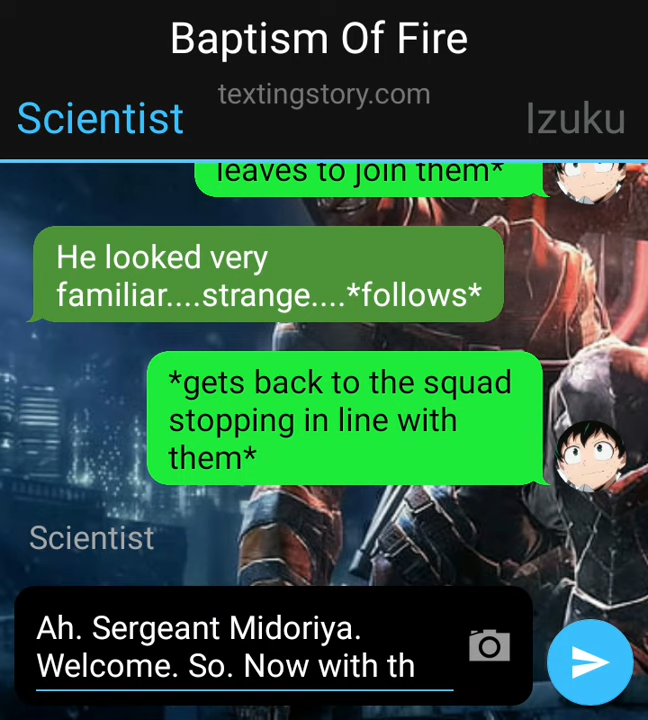 Baptism Of Fire
textingstory.com
Scientist
Izuku
leaves to join them*
He looked very
familiar....strange....*follows*
*gets back to the squad
stopping in line with
them*
Scientist
Ah. Sergeant Midoriya.
Welcome. So. Now with th